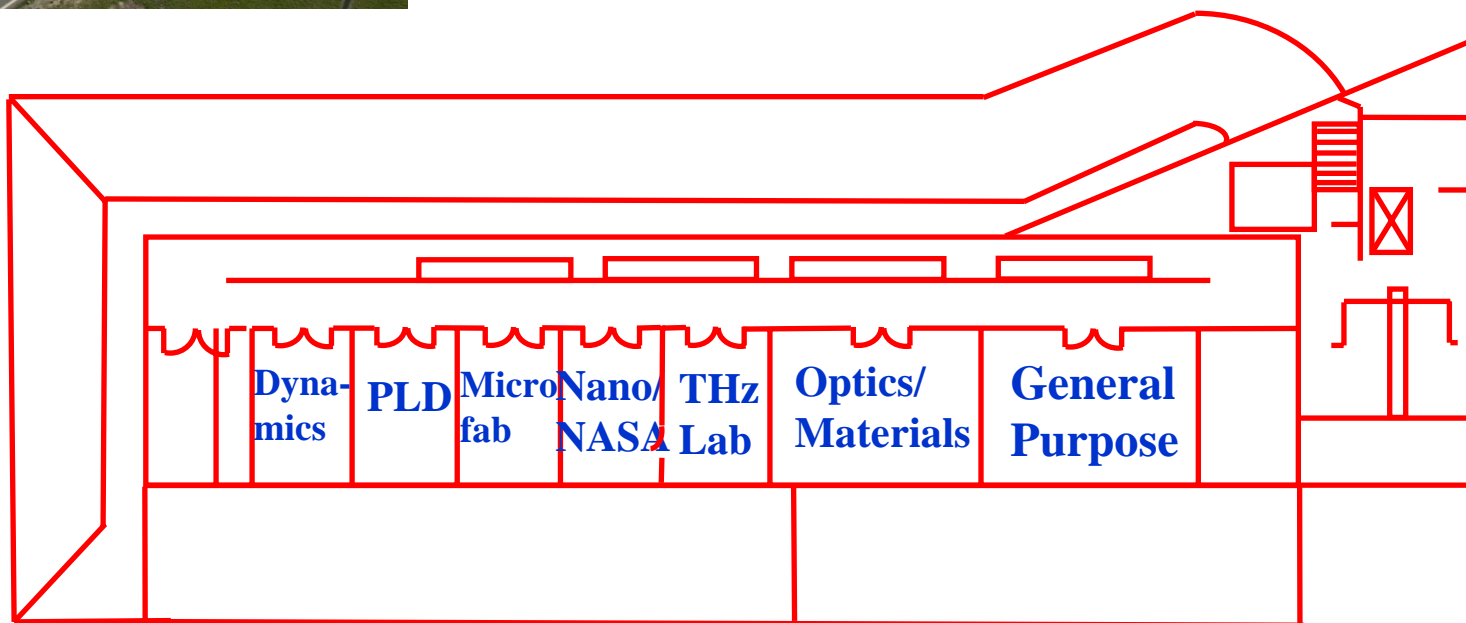 Dyna-
mics
PLD
Micro
fab
Nano/
NASA
THz
Lab
Optics/
Materials
General
Purpose